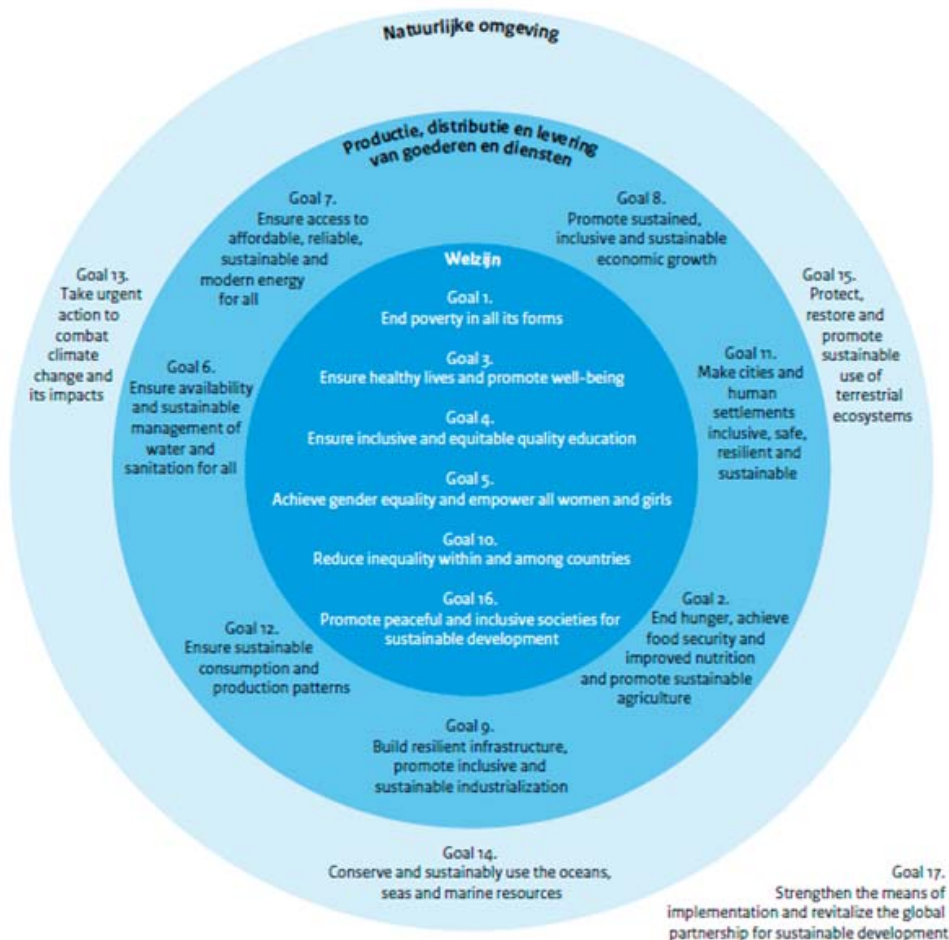 Natuurlijke omgeving
Productie, distributie en levering
van goederen en diensten
Goal 7.
Ensure access to
affordable, reliable,
sustainable and
modern energy
for all
Goal 8.
Promote sustained,
inclusive and sustainable
economic growth
Welzijn
Goal 1.
End poverty in all its forms
Goal 3.
Ensure healthy lives and promote well-being
Goal 4.
Ensure inclusive and equitable quality education
Goal 5.
Achieve gender equality and empower all women and girls
Goal 10.
Reduce inequality within and among countries
Goal 16.
Promote peaceful and inclusive societies for
sustainable development
Goal 13.
Take urgent
action to
combat
climate
change and
its impacts
Goal 6.
Ensure availability
and sustainable
management of
water and
sanitation for all
Goal 11.
Make cities and
human
settlements
inclusive, safe,
resilient and
sustainable
Goal 15.
Protect,
restore and
promote
sustainable
use of
terrestrial
ecosystems
Goal 12.
Ensure sustainable
consumption and
production patterns
Goal 2.
End hunger, achieve
food security and
improved nutrition
and promote sustainable
agriculture
Goal 9.
Build resilient infrastructure,
promote inclusive and
sustainable industrialization
Goal 14.
Conserve and sustainably use the oceans,
seas and marine resources
Goal 17.
Strengthen the means of
implementation and revitalize the global
partnership for sustainable development